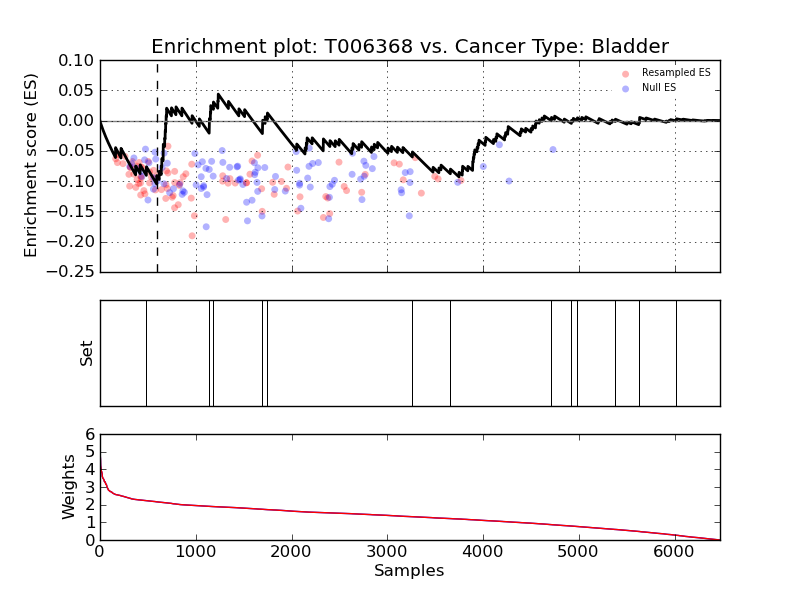 Enrichment plot: T006368 vs. Cancer Type: Bladder
Enrichment score (ES)
0.10
0.05
0.00
−0.05
−0.10
−0.15
−0.20
−0.25
Resampled ES
Null ES
Set
Weights
6
5
4
3
2
1
0
0 1000 2000 3000 4000 5000 6000
Samples